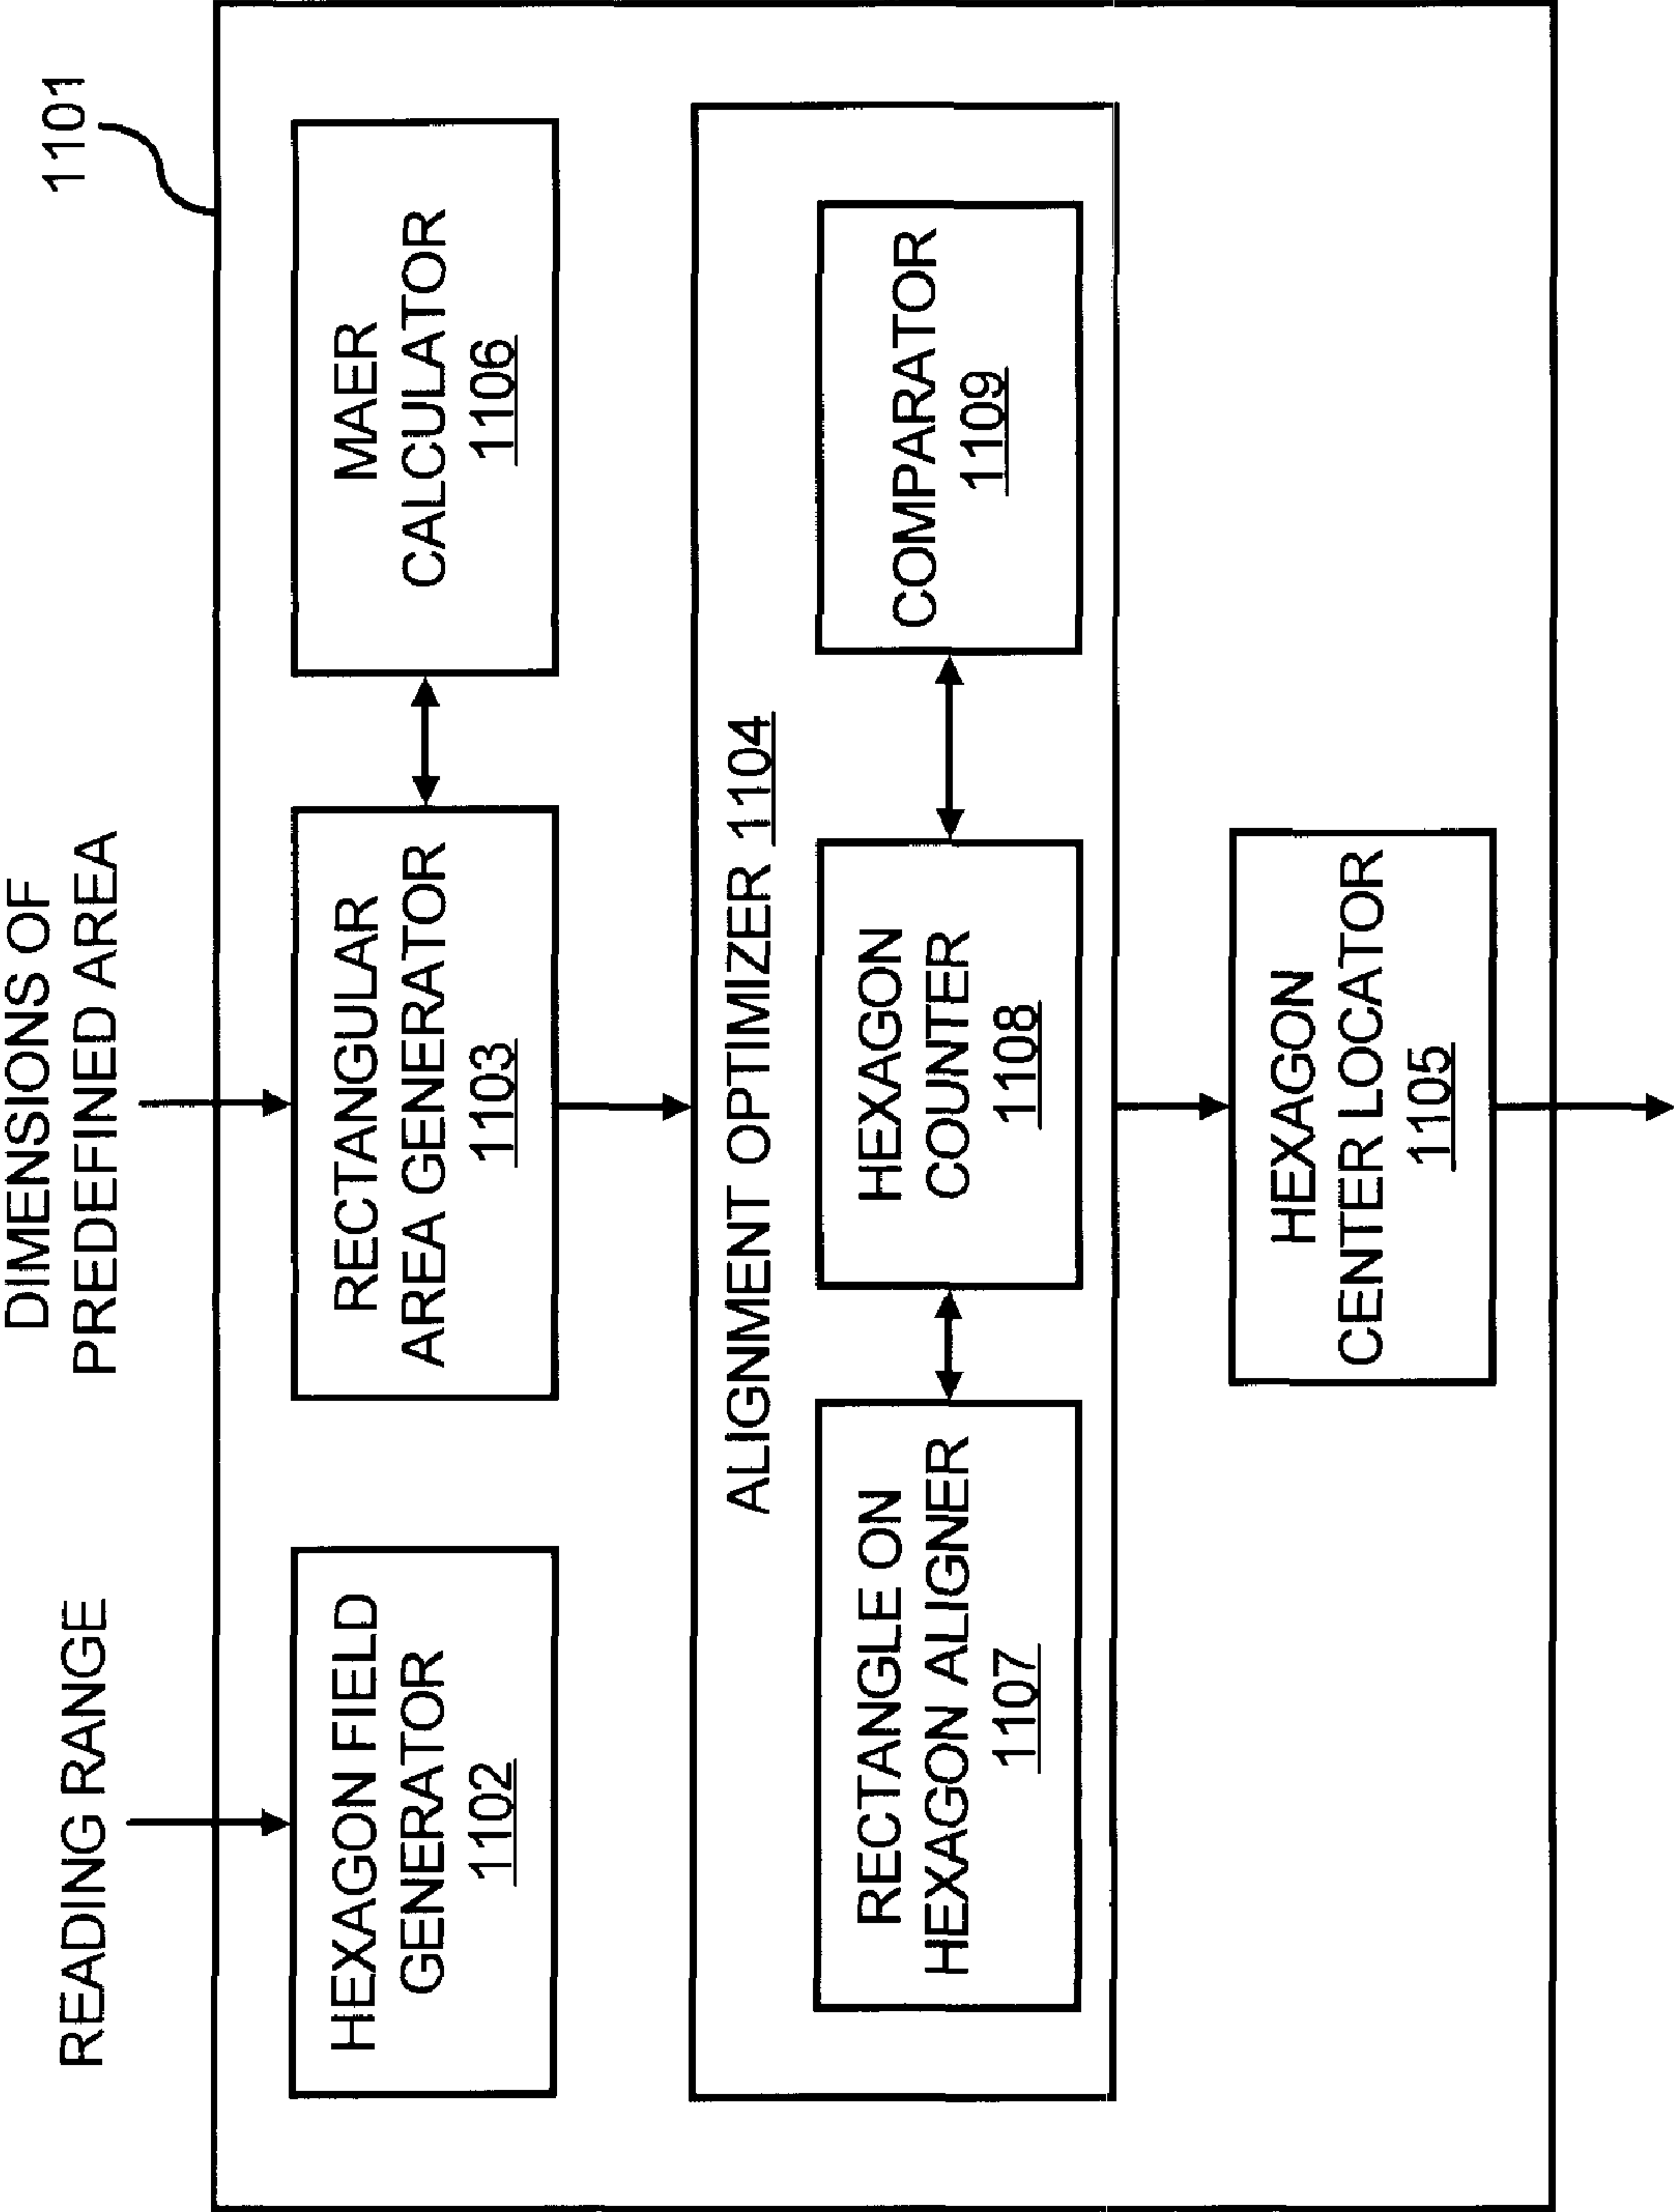 READING RANGE
DIMENSIONS OF
PREDEFINED AREA
1101
HEXAGON FIELD
GENERATOR
1102
RECTANGULAR
AREA GENERATOR
1103
MAER
CALCULATOR
1106
ALIGNMENT OPTIMIZER 1104
RECTANGLE ON
HEXAGON ALIGNER
1107
HEXAGON
COUNTER
1108
COMPARATOR
1109
HEXAGON
CENTER LOCATOR
1105